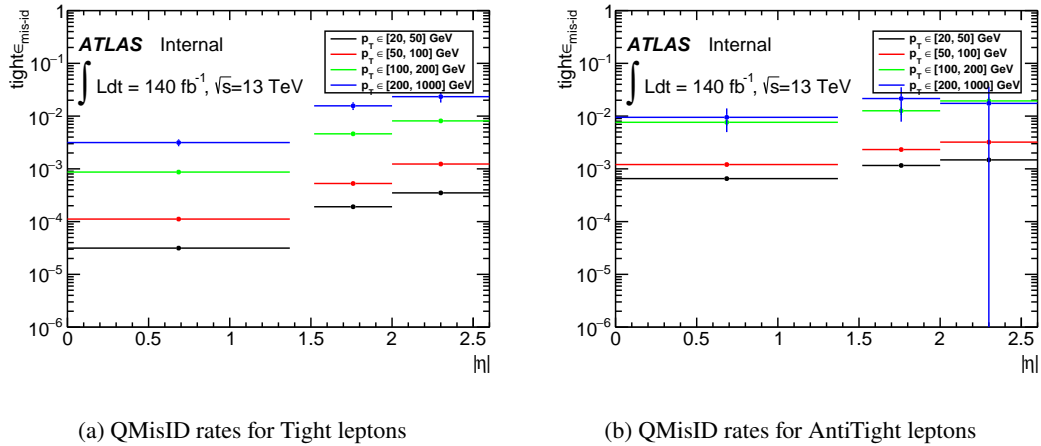 tightε_mis-id
1
10⁻¹
10⁻²
10⁻³
10⁻⁴
10⁻⁵
10⁻⁶
ATLAS Internal
∫ Ldt = 140 fb⁻¹, √s=13 TeV
p_T ∈ [20, 50] GeV
p_T ∈ [50, 100] GeV
p_T ∈ [100, 200] GeV
p_T ∈ [200, 1000] GeV
0 0.5 1 1.5 2 2.5
|η|
(a) QMisID rates for Tight leptons
tightε_mis-id
1
10⁻¹
10⁻²
10⁻³
10⁻⁴
10⁻⁵
10⁻⁶
ATLAS Internal
∫ Ldt = 140 fb⁻¹, √s=13 TeV
p_T ∈ [20, 50] GeV
p_T ∈ [50, 100] GeV
p_T ∈ [100, 200] GeV
p_T ∈ [200, 1000] GeV
0 0.5 1 1.5 2 2.5
|η|
(b) QMisID rates for AntiTight leptons